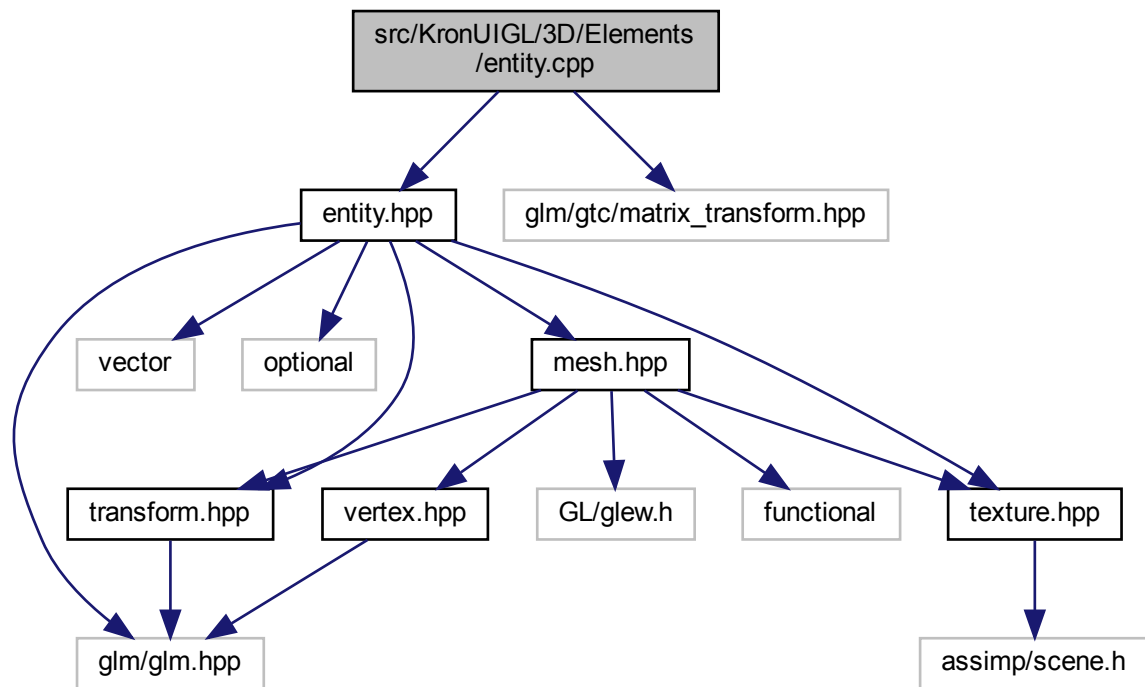 src/KronUIGL/3D/Elements
/entity.cpp
entity.hpp
glm/gtc/matrix_transform.hpp
vector
optional
mesh.hpp
transform.hpp
vertex.hpp
GL/glew.h
functional
texture.hpp
glm/glm.hpp
assimp/scene.h